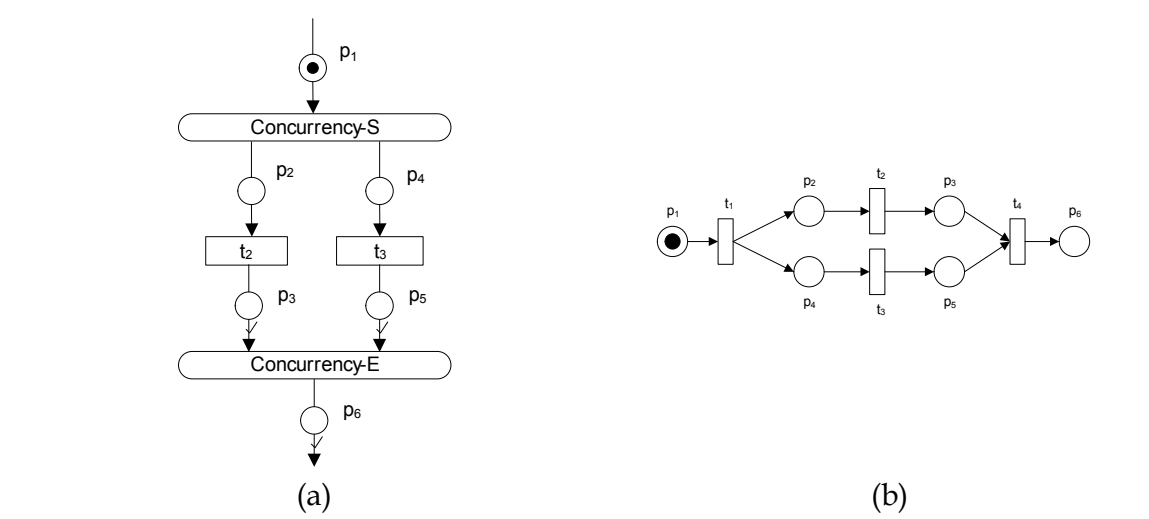 p1
Concurrency-S
p2
p4
t2
t3
p3
p5
Concurrency-E
p6
(a)
p1
t1
p2
t2
p3
t4
p6
p4
t3
p5
(b)